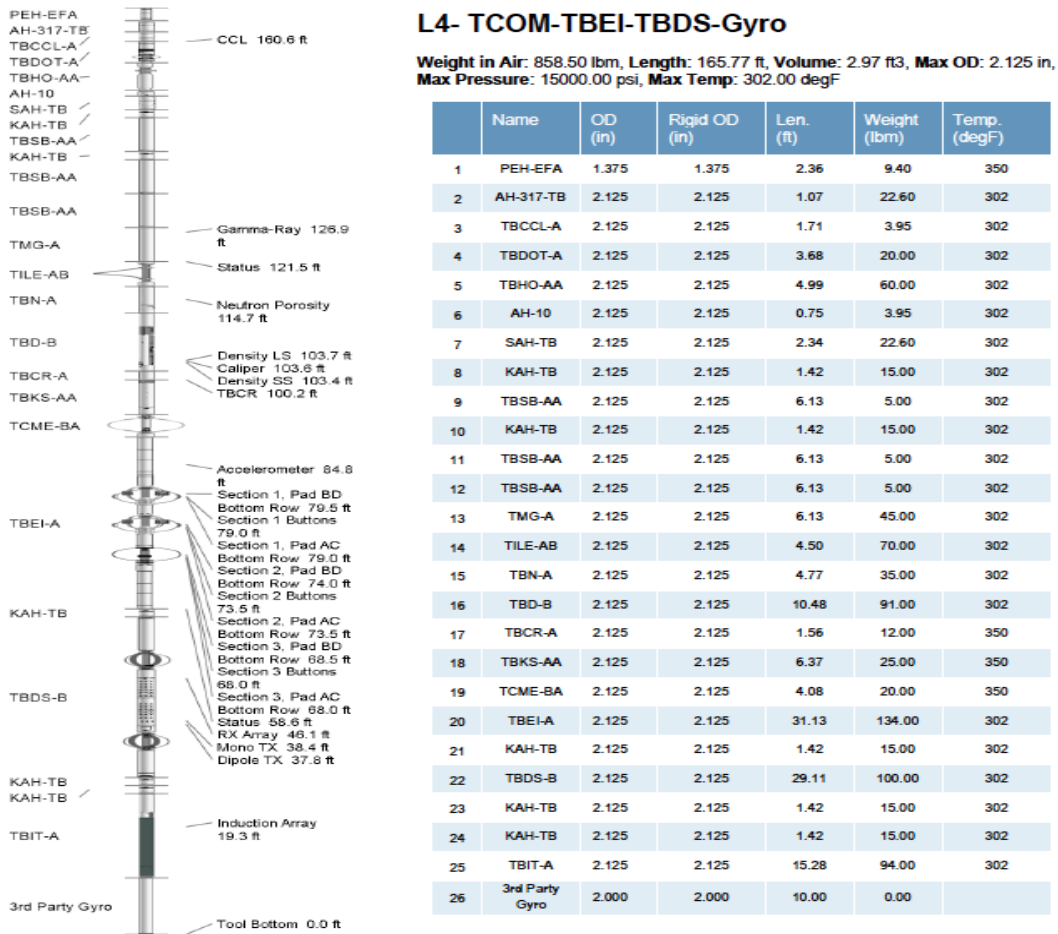 PEH-EFA
AH-317-TB
TBCCL-A
TBDOT-A
TBHO-AA
AH-10
SAH-TB
KAH-TB
TBSB-AA
KAH-TB
TBSB-AA
TBSB-AA
TMG-A
TILE-AB
TBN-A
TBD-B
TBCR-A
TBKS-AA
TCME-BA
TBEI-A
KAH-TB
TBDS-B
KAH-TB
KAH-TB
TBIT-A
3rd Party Gyro
CCL 160.6 ft
Gamma-Ray 126.9
ft
Status 121.5 ft
Neutron Porosity
114.7 ft
Density LS 103.7 ft
Caliper 103.6 ft
Density SS 103.4 ft
TBCR 100.2 ft
Accelerometer 84.8
ft
Section 1, Pad BD
Bottom Row 79.5 ft
Section 1 Buttons
79.0 ft
Section 1, Pad AC
Bottom Row 79.0 ft
Section 2, Pad BD
Bottom Row 74.0 ft
Section 2 Buttons
73.5 ft
Section 2, Pad AC
Bottom Row 73.5 ft
Section 3, Pad BD
Bottom Row 68.5 ft
Section 3 Buttons
68.0 ft
Section 3, Pad AC
Bottom Row 68.0 ft
Status 58.6 ft
RX Array 46.1 ft
Mono TX 38.4 ft
Dipole TX 37.8 ft
Induction Array
19.3 ft
Tool Bottom 0.0 ft
L4- TCOM-TBEI-TBDS-Gyro
Weight in Air: 858.50 lbm, Length: 165.77 ft, Volume: 2.97 ft3, Max OD: 2.125 in,
Max Pressure: 15000.00 psi, Max Temp: 302.00 degF
Name OD (in) Rigid OD (in) Len. (ft) Weight (lbm) Temp. (degF)
1 PEH-EFA 1.375 1.375 2.36 9.40 350
2 AH-317-TB 2.125 2.125 1.07 22.60 302
3 TBCCL-A 2.125 2.125 1.71 3.95 302
4 TBDOT-A 2.125 2.125 3.68 20.00 302
5 TBHO-AA 2.125 2.125 4.99 60.00 302
6 AH-10 2.125 2.125 0.75 3.95 302
7 SAH-TB 2.125 2.125 2.34 22.60 302
8 KAH-TB 2.125 2.125 1.42 15.00 302
9 TBSB-AA 2.125 2.125 6.13 5.00 302
10 KAH-TB 2.125 2.125 1.42 15.00 302
11 TBSB-AA 2.125 2.125 6.13 5.00 302
12 TBSB-AA 2.125 2.125 6.13 5.00 302
13 TMG-A 2.125 2.125 6.13 45.00 302
14 TILE-AB 2.125 2.125 4.50 70.00 302
15 TBN-A 2.125 2.125 4.77 35.00 302
16 TBD-B 2.125 2.125 10.48 91.00 302
17 TBCR-A 2.125 2.125 1.56 12.00 350
18 TBKS-AA 2.125 2.125 6.37 25.00 350
19 TCME-BA 2.125 2.125 4.08 20.00 350
20 TBEI-A 2.125 2.125 31.13 134.00 302
21 KAH-TB 2.125 2.125 1.42 15.00 302
22 TBDS-B 2.125 2.125 29.11 100.00 302
23 KAH-TB 2.125 2.125 1.42 15.00 302
24 KAH-TB 2.125 2.125 1.42 15.00 302
25 TBIT-A 2.125 2.125 15.28 94.00 302
26 3rd Party Gyro 2.000 2.000 10.00 0.00